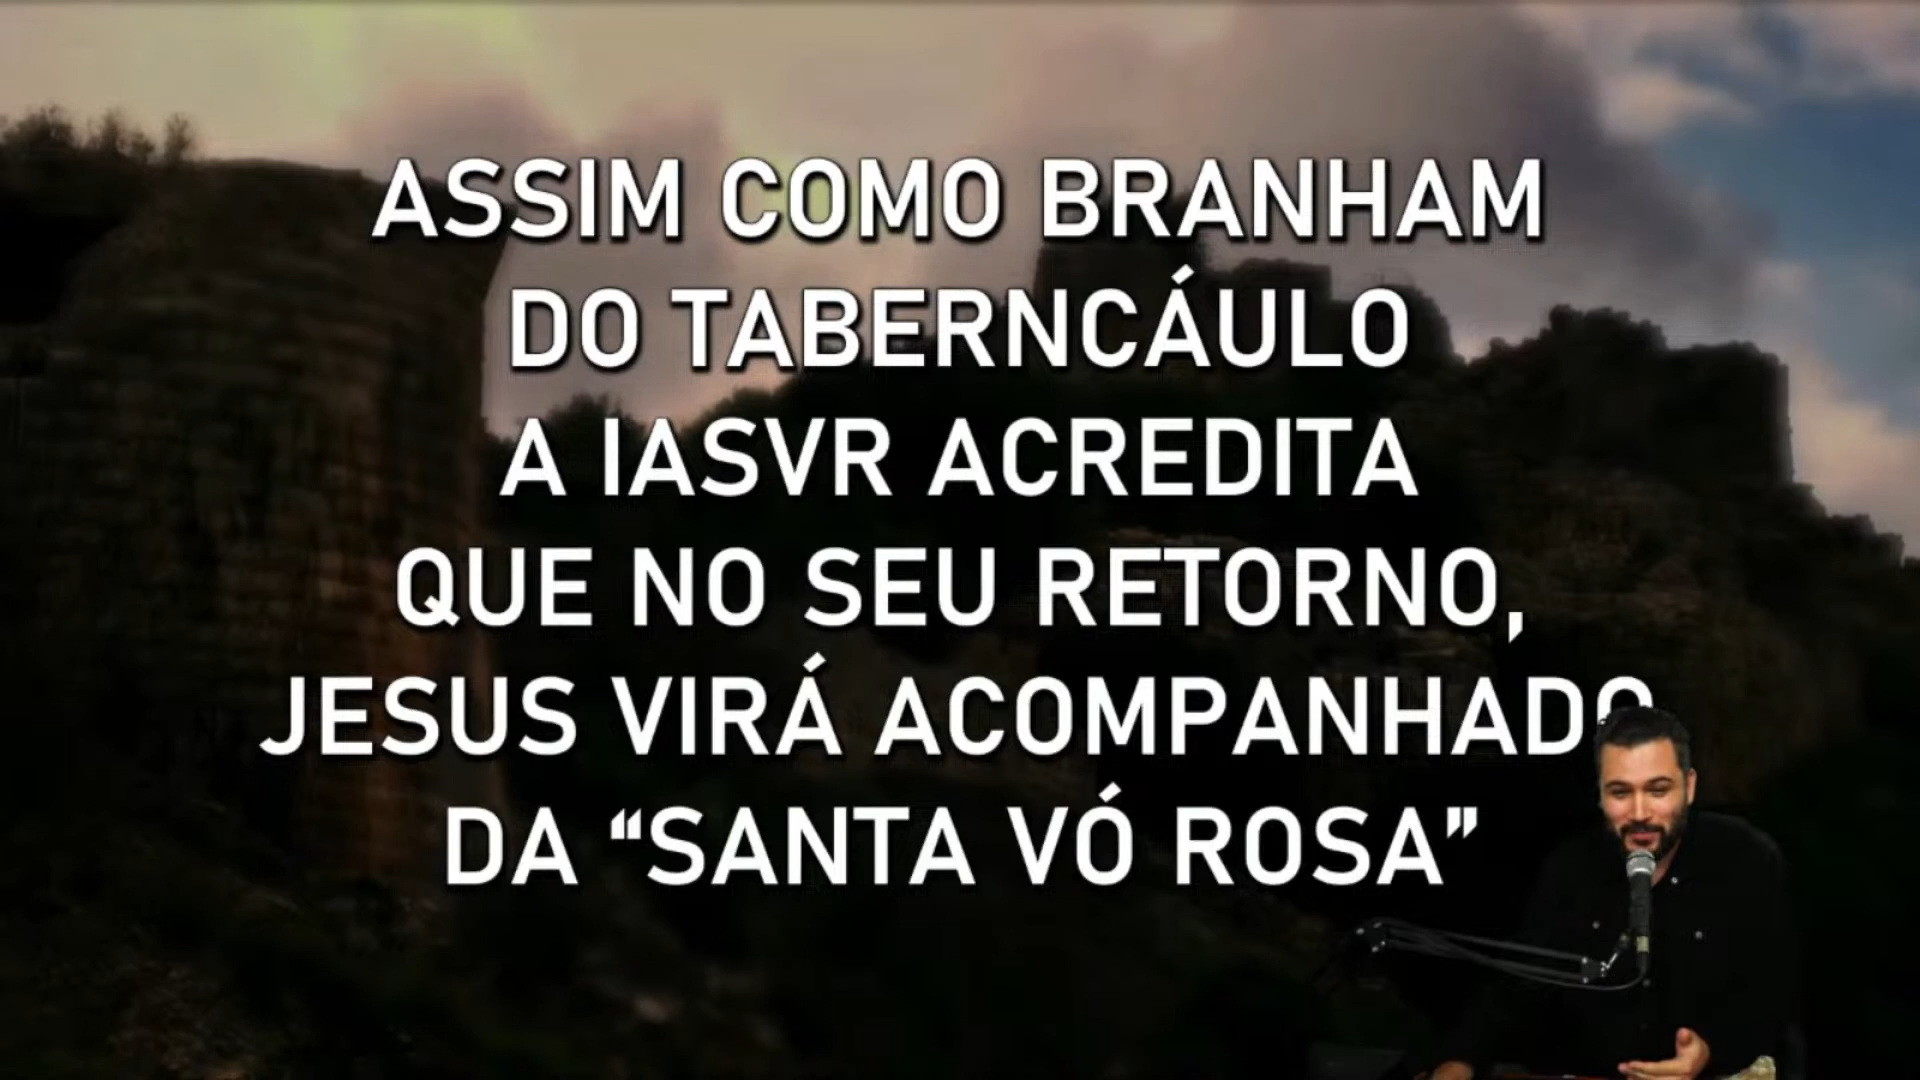 ASSIM COMO BRANHAM
DO TABERNCÁULO
A IASVR ACREDITA
QUE NO SEU RETORNO,
JESUS VIRÁ ACOMPANHADO
DA “SANTA VÓ ROSA”